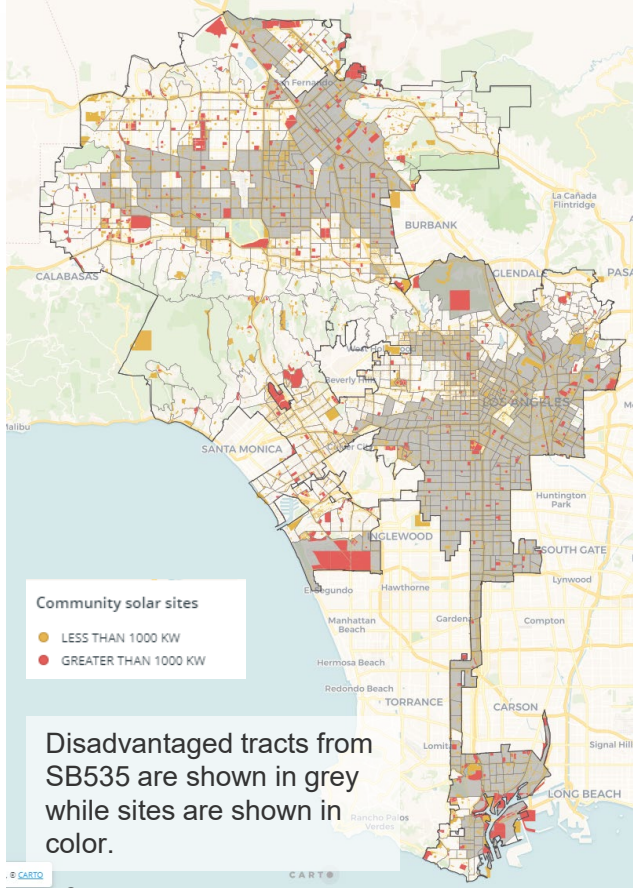 San Fernando
La Cañada
Flintridge
BURBANK
GLENDALE
PASA
CALABASAS
West Hollywood
Beverly Hills
LOS ANGELES
Malibu
SANTA MONICA
Culver City
Huntington
Park
INGLEWOOD
SOUTH GATE
El Segundo
Hawthorne
Lynwood
Manhattan
Beach
Gardena
Compton
Hermosa Beach
Redondo Beach
TORRANCE
CARSON
Lomita
Signal Hill
LONG BEACH
Rancho Palos
Verdes
Community solar sites
LESS THAN 1000 KW
GREATER THAN 1000 KW
Disadvantaged tracts from
SB535 are shown in grey
while sites are shown in
color.
, © CARTO
CARTO